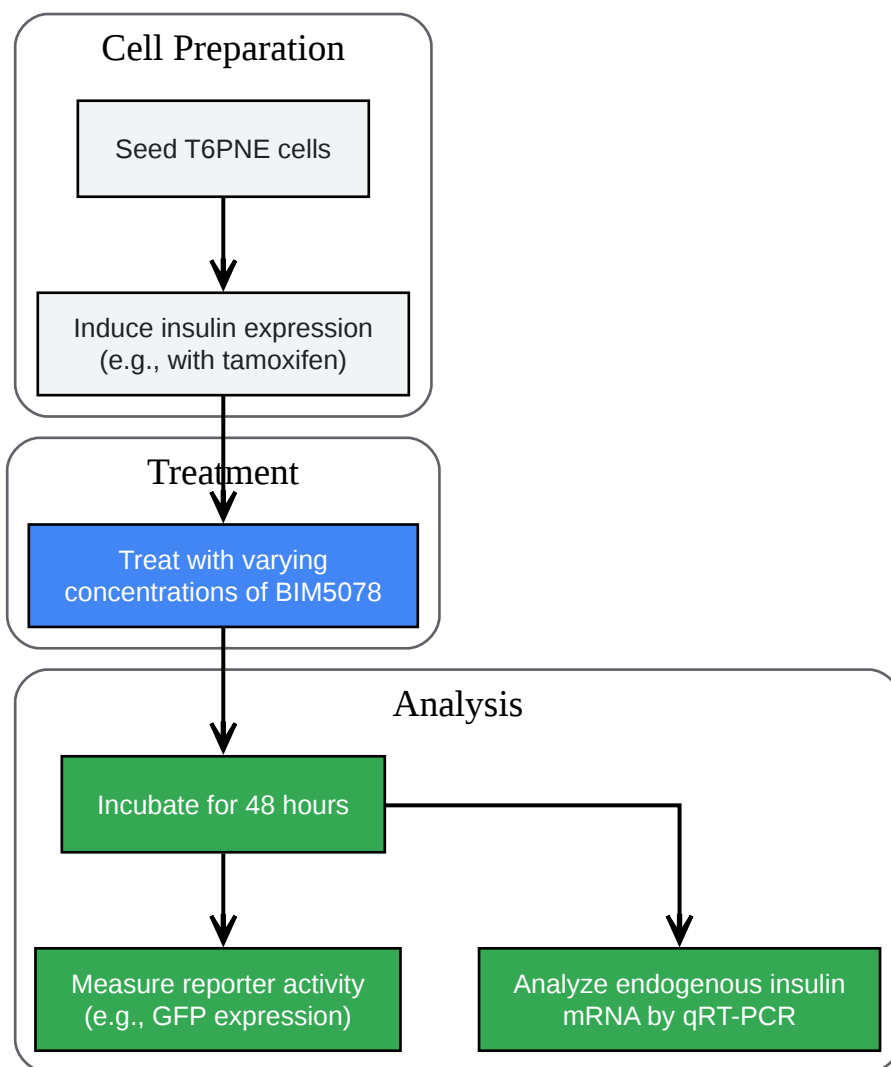 Cell Preparation
Seed T6PNE cells
Induce insulin expression
(e.g., with tamoxifen)
Treatment
Treat with varying
concentrations of BIM5078
Analysis
Incubate for 48 hours
Measure reporter activity
(e.g., GFP expression)
Analyze endogenous insulin
mRNA by qRT-PCR